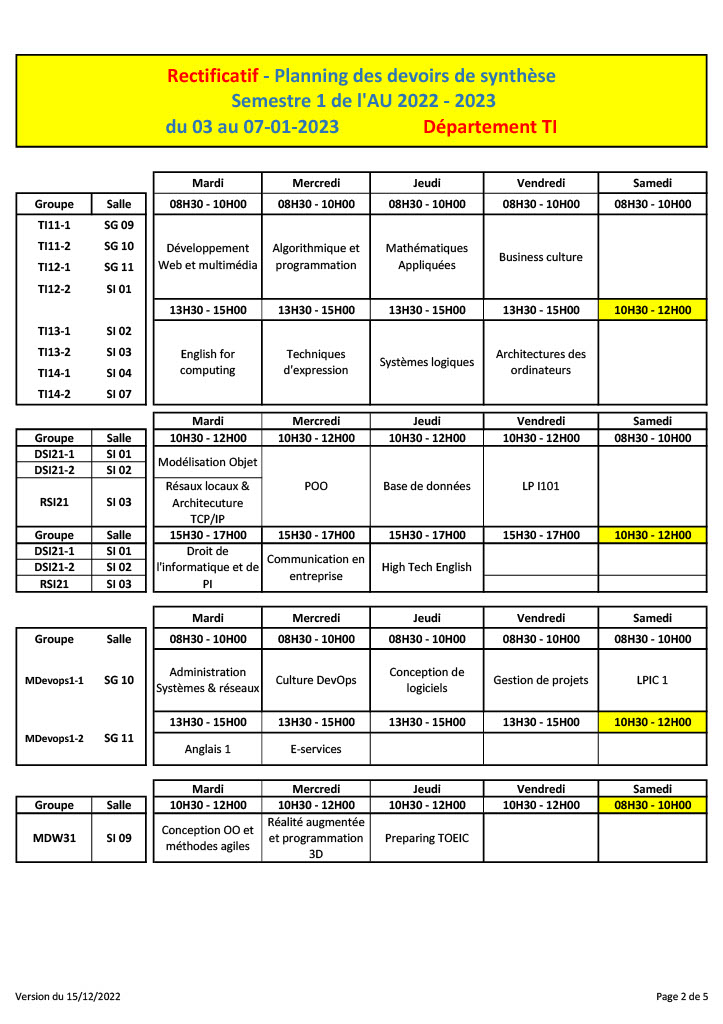 Rectificatif - Planning des devoirs de synthèse
Semestre 1 de l'AU 2022 - 2023
du 03 au 07-01-2023 Département TI
Mardi Mercredi Jeudi Vendredi Samedi
Groupe Salle 08H30 - 10H00 08H30 - 10H00 08H30 - 10H00 08H30 - 10H00 08H30 - 10H00
TI11-1 SG 09
TI11-2 SG 10
TI12-1 SG 11
TI12-2 SI 01
Développement
Web et multimédia
Algorithmique et
programmation
Mathématiques
Appliquées
Business culture
13H30 - 15H00 13H30 - 15H00 13H30 - 15H00 13H30 - 15H00 10H30 - 12H00
TI13-1 SI 02
TI13-2 SI 03
TI14-1 SI 04
TI14-2 SI 07
English for
computing
Techniques
d'expression
Systèmes logiques
Architectures des
ordinateurs
Mardi Mercredi Jeudi Vendredi Samedi
Groupe Salle 10H30 - 12H00 10H30 - 12H00 10H30 - 12H00 10H30 - 12H00 08H30 - 10H00
DSI21-1 SI 01
DSI21-2 SI 02
Modélisation Objet
RSI21 SI 03
Résaux locaux &
Architecuture
TCP/IP
POO
Base de données
LP I101
Groupe Salle 15H30 - 17H00 15H30 - 17H00 15H30 - 17H00 15H30 - 17H00 10H30 - 12H00
DSI21-1 SI 01
DSI21-2 SI 02
RSI21 SI 03
Droit de
l'informatique et de
PI
Communication en
entreprise
High Tech English
Mardi Mercredi Jeudi Vendredi Samedi
Groupe Salle 08H30 - 10H00 08H30 - 10H00 08H30 - 10H00 08H30 - 10H00 08H30 - 10H00
MDevops1-1 SG 10
Administration
Systèmes & réseaux
Culture DevOps
Conception de
logiciels
Gestion de projets
LPIC 1
13H30 - 15H00 13H30 - 15H00 13H30 - 15H00 13H30 - 15H00 10H30 - 12H00
MDevops1-2 SG 11
Anglais 1 E-services
Mardi Mercredi Jeudi Vendredi Samedi
Groupe Salle 10H30 - 12H00 10H30 - 12H00 10H30 - 12H00 10H30 - 12H00 08H30 - 10H00
MDW31 SI 09
Conception OO et
méthodes agiles
Réalité augmentée
et programmation
3D
Preparing TOEIC
Version du 15/12/2022 Page 2 de 5